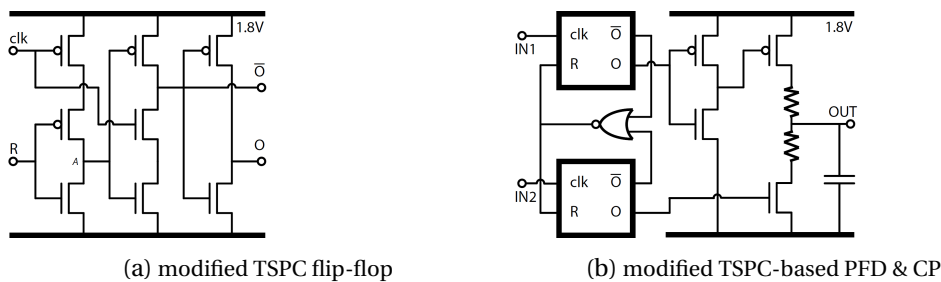 clk
1.8V
O̅
R
A
O
(a) modified TSPC flip-flop
IN1
clk O̅
R O
1.8V
OUT
IN2
clk O̅
R O
(b) modified TSPC-based PFD & CP